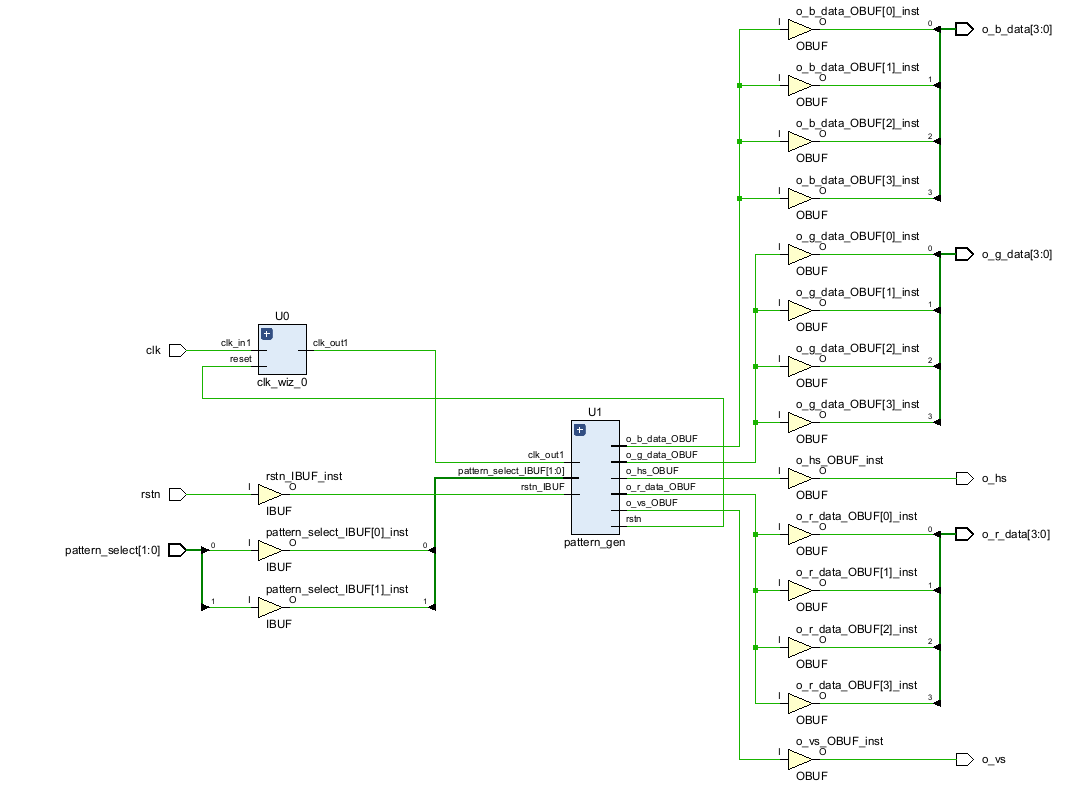 o_b_data_OBUF[0]_inst
I O 0 o_b_data[3:0]
OBUF
o_b_data_OBUF[1]_inst
I O 1
OBUF
o_b_data_OBUF[2]_inst
I O 2
OBUF
o_b_data_OBUF[3]_inst
I O 3
OBUF
o_g_data_OBUF[0]_inst
I O 0 o_g_data[3:0]
OBUF
o_g_data_OBUF[1]_inst
I O 1
OBUF
o_g_data_OBUF[2]_inst
I O 2
OBUF
o_g_data_OBUF[3]_inst
I O 3
OBUF
U0
clk clk_in1 clk_out1
reset
clk_wiz_0
U1
clk_out1
pattern_select_IBUF[1:0]
rstn_IBUF
o_b_data_OBUF
o_g_data_OBUF
o_hs_OBUF
o_r_data_OBUF
o_vs_OBUF
rstn
pattern_gen
rstn_IBUF_inst
rstn I O
IBUF
pattern_select_IBUF[0]_inst
pattern_select[1:0] 0 I O 0
IBUF
pattern_select_IBUF[1]_inst
1 I O 1
IBUF
o_hs_OBUF_inst
I O o_hs
OBUF
o_r_data_OBUF[0]_inst
I O 0 o_r_data[3:0]
OBUF
o_r_data_OBUF[1]_inst
I O 1
OBUF
o_r_data_OBUF[2]_inst
I O 2
OBUF
o_r_data_OBUF[3]_inst
I O 3
OBUF
o_vs_OBUF_inst
I O o_vs
OBUF